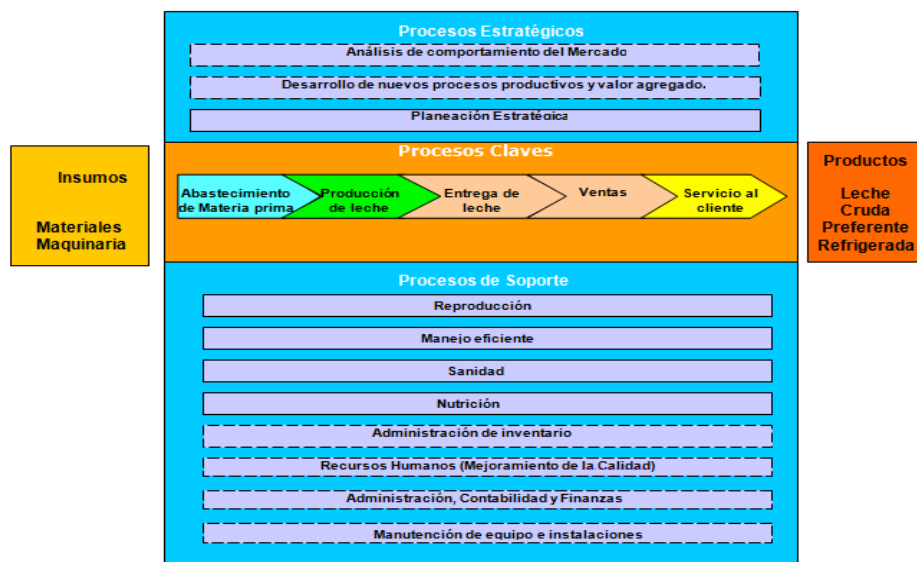 Procesos Estratégicos
Análisis de comportamiento del Mercado
Desarrollo de nuevos procesos productivos y valor agregado.
Planeación Estratégica
Insumos
Materiales
Maquinaria
Procesos Claves
Abastecimiento
de Materia prima
Producción
de leche
Entrega de
leche
Ventas
Servicio al
cliente
Productos
Leche
Cruda
Preferente
Refrigerada
Procesos de Soporte
Reproducción
Manejo eficiente
Sanidad
Nutrición
Administración de inventario
Recursos Humanos (Mejoramiento de la Calidad)
Administración, Contabilidad y Finanzas
Manutención de equipo e instalaciones